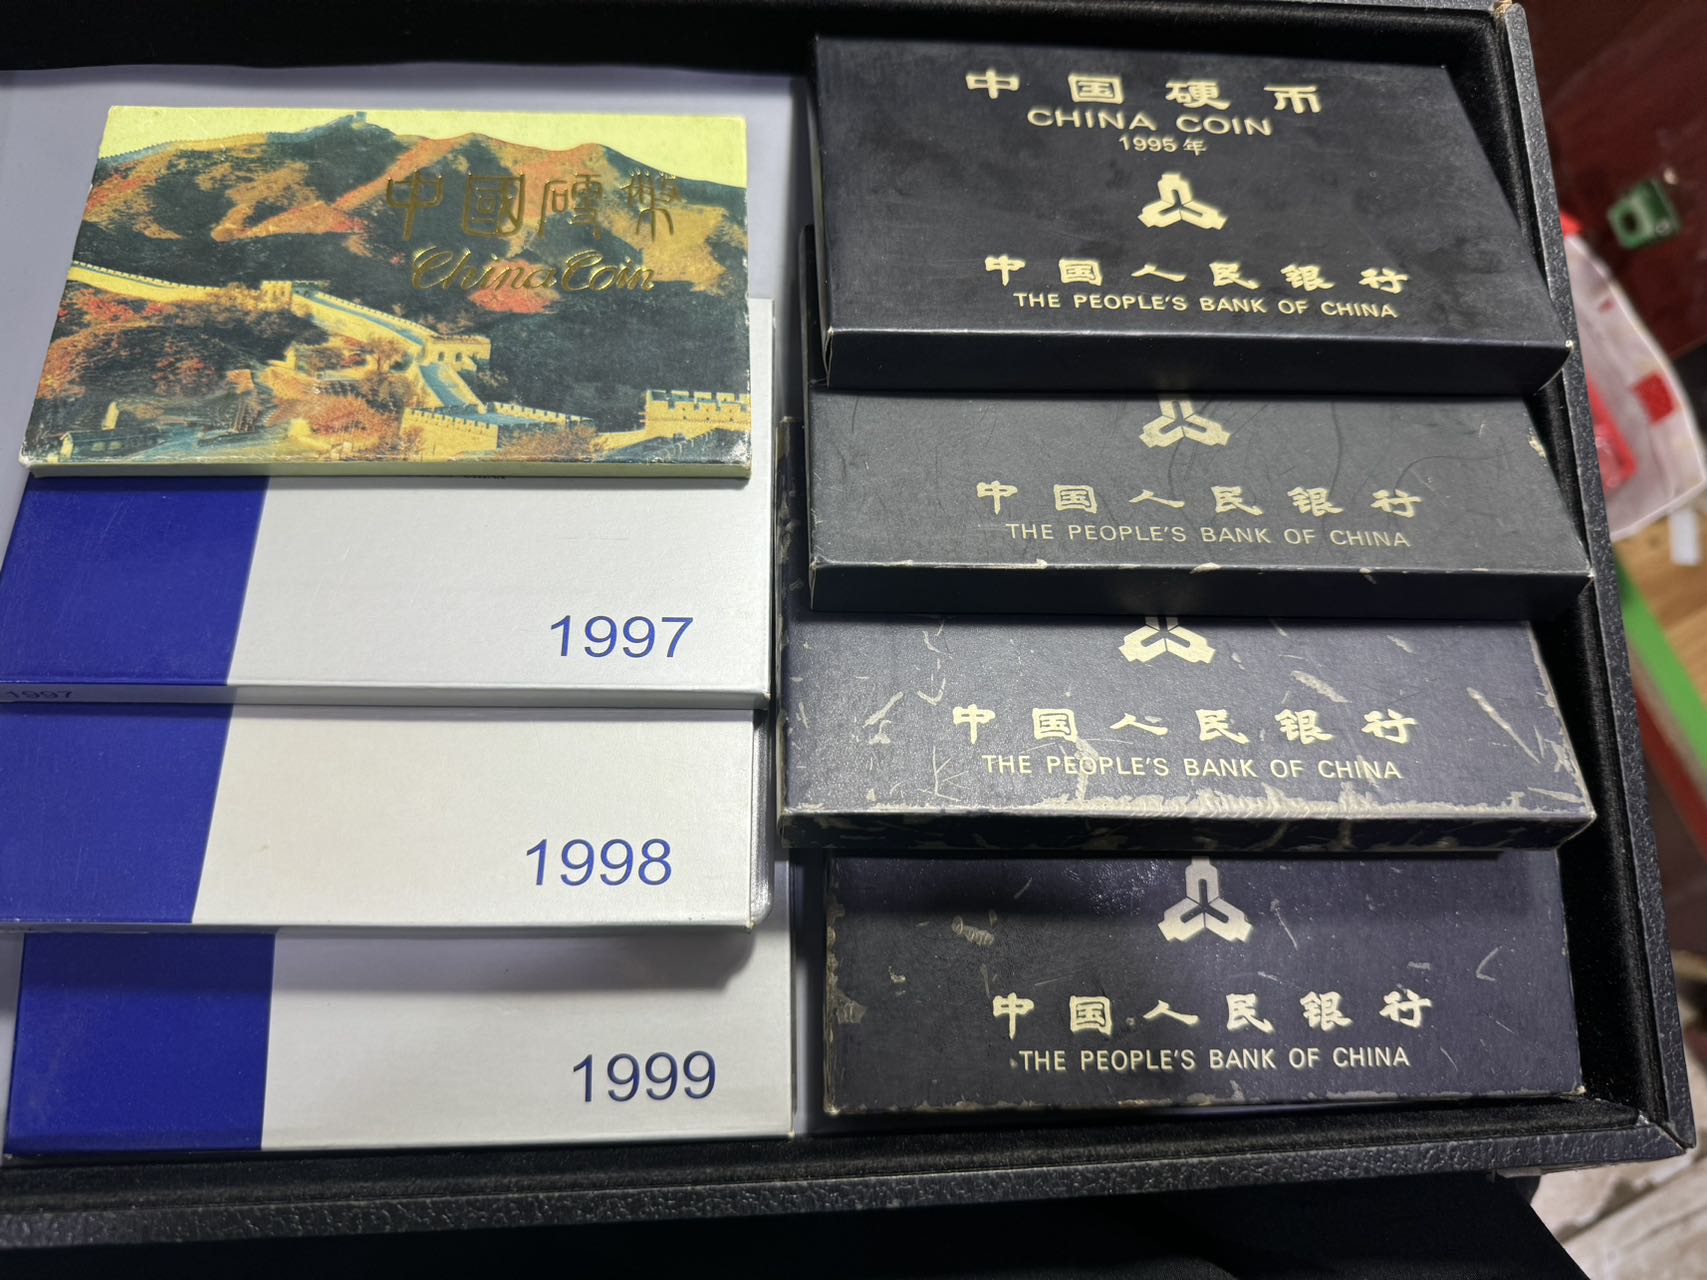 中國硬幣
China Coin
1997
1997
1998
1999
中国硬币
CHINA COIN
1995年
中国人民银行
THE PEOPLE'S BANK OF CHINA
中国人民银行
THE PEOPLE'S BANK OF CHINA
中国人民银行
THE PEOPLE'S BANK OF CHINA
中国人民银行
THE PEOPLE'S BANK OF CHINA